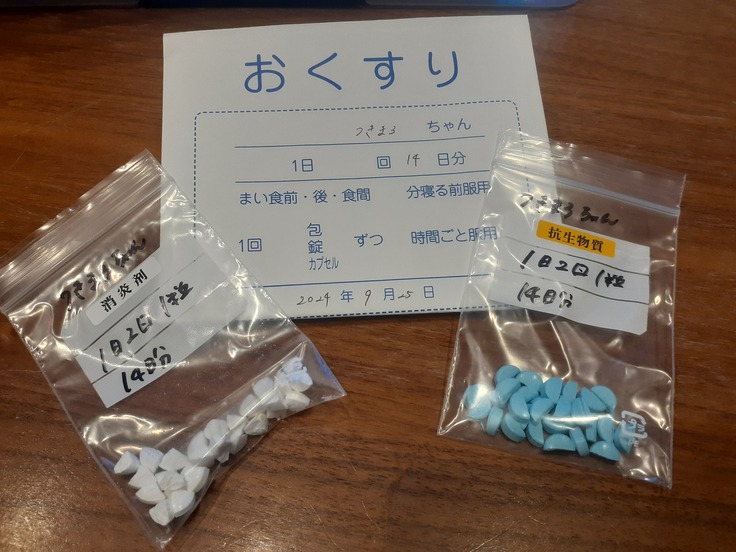 おくすり
つきまる ちゃん
1日 回 14 日分
まい食前・後・食間 分寝る前服用
1回 包 錠 カプセル ずつ 時間ごと服用
2024 年 9 月 25 日
つきまるちゃん
消炎剤
1日2回 1粒
14日分
つきまるちゃん
抗生物質
1日2回 1粒
14日分